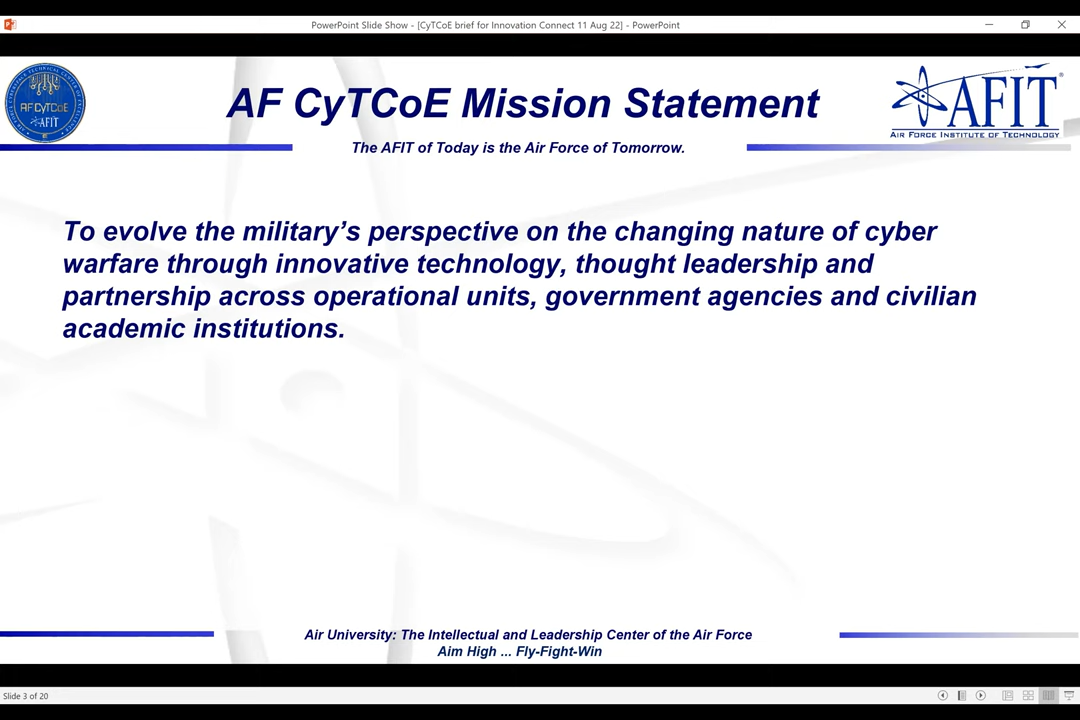 PowerPoint Slide Show - [CyTCoE brief for Innovation Connect 11 Aug 22] - PowerPoint
AF CyTCoE
AFIT
AF CyTCoE Mission Statement
AFIT
AIR FORCE INSTITUTE OF TECHNOLOGY
The AFIT of Today is the Air Force of Tomorrow.
To evolve the military’s perspective on the changing nature of cyber
warfare through innovative technology, thought leadership and
partnership across operational units, government agencies and civilian
academic institutions.
Air University: The Intellectual and Leadership Center of the Air Force
Aim High ... Fly-Fight-Win
Slide 3 of 20